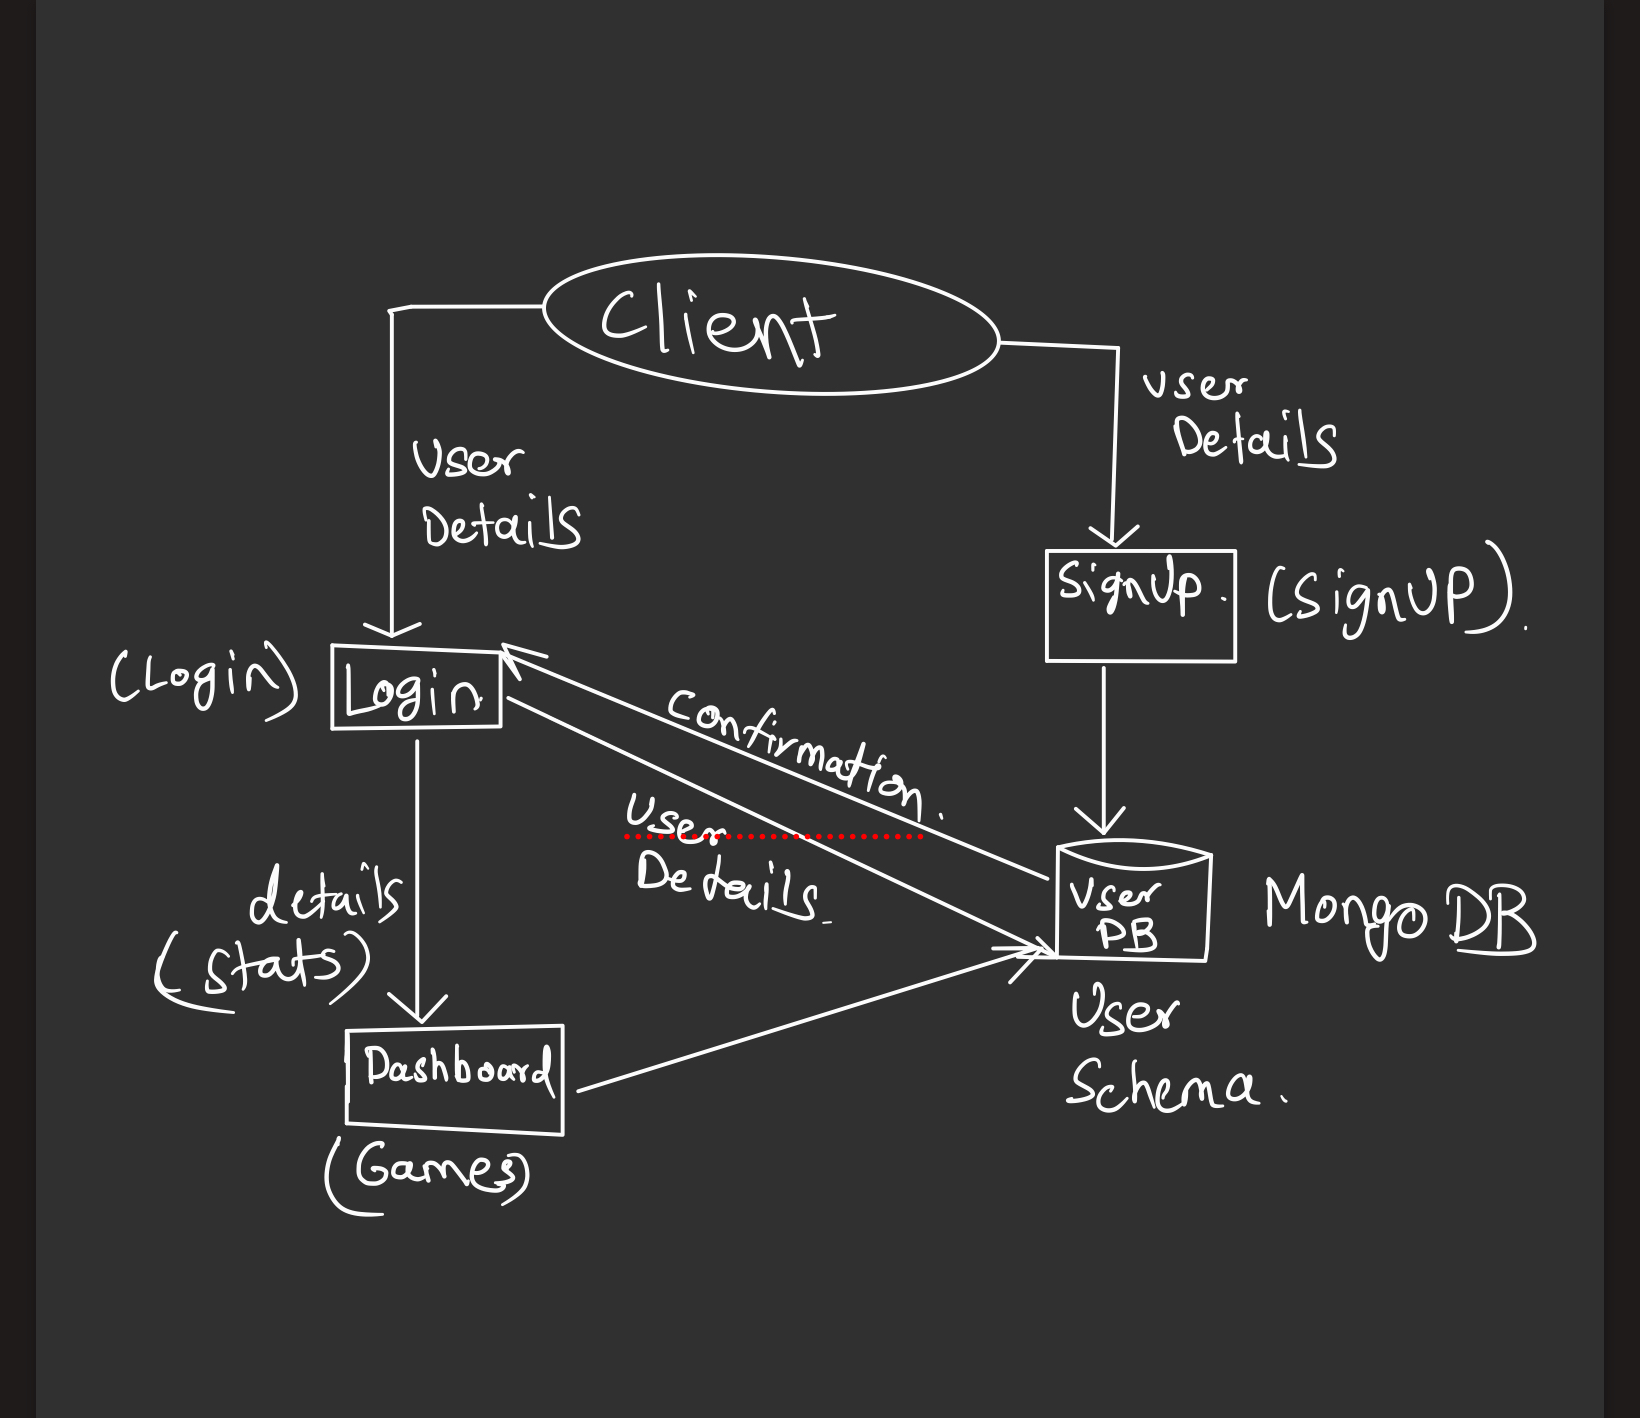 Client
User
Details
User
Details
SignUp.
(SignUP).
(Login)
Login
Confirmation.
User
Details.
details
(stats)
User
DB
MongoDB
User
Schema.
Dashboard
(Games)